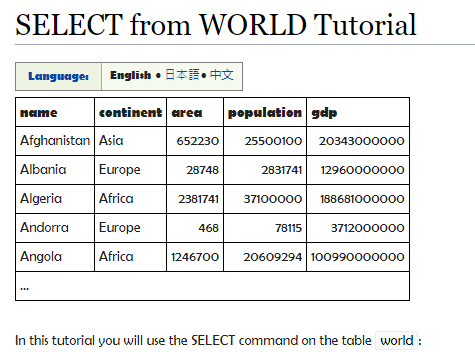 SELECT from WORLD Tutorial
Language: English • 日本語 • 中文
name continent area population gdp
Afghanistan Asia 652230 25500100 20343000000
Albania Europe 28748 2831741 12960000000
Algeria Africa 2381741 37100000 188681000000
Andorra Europe 468 78115 3712000000
Angola Africa 1246700 20609294 100990000000
...
In this tutorial you will use the SELECT command on the table world :